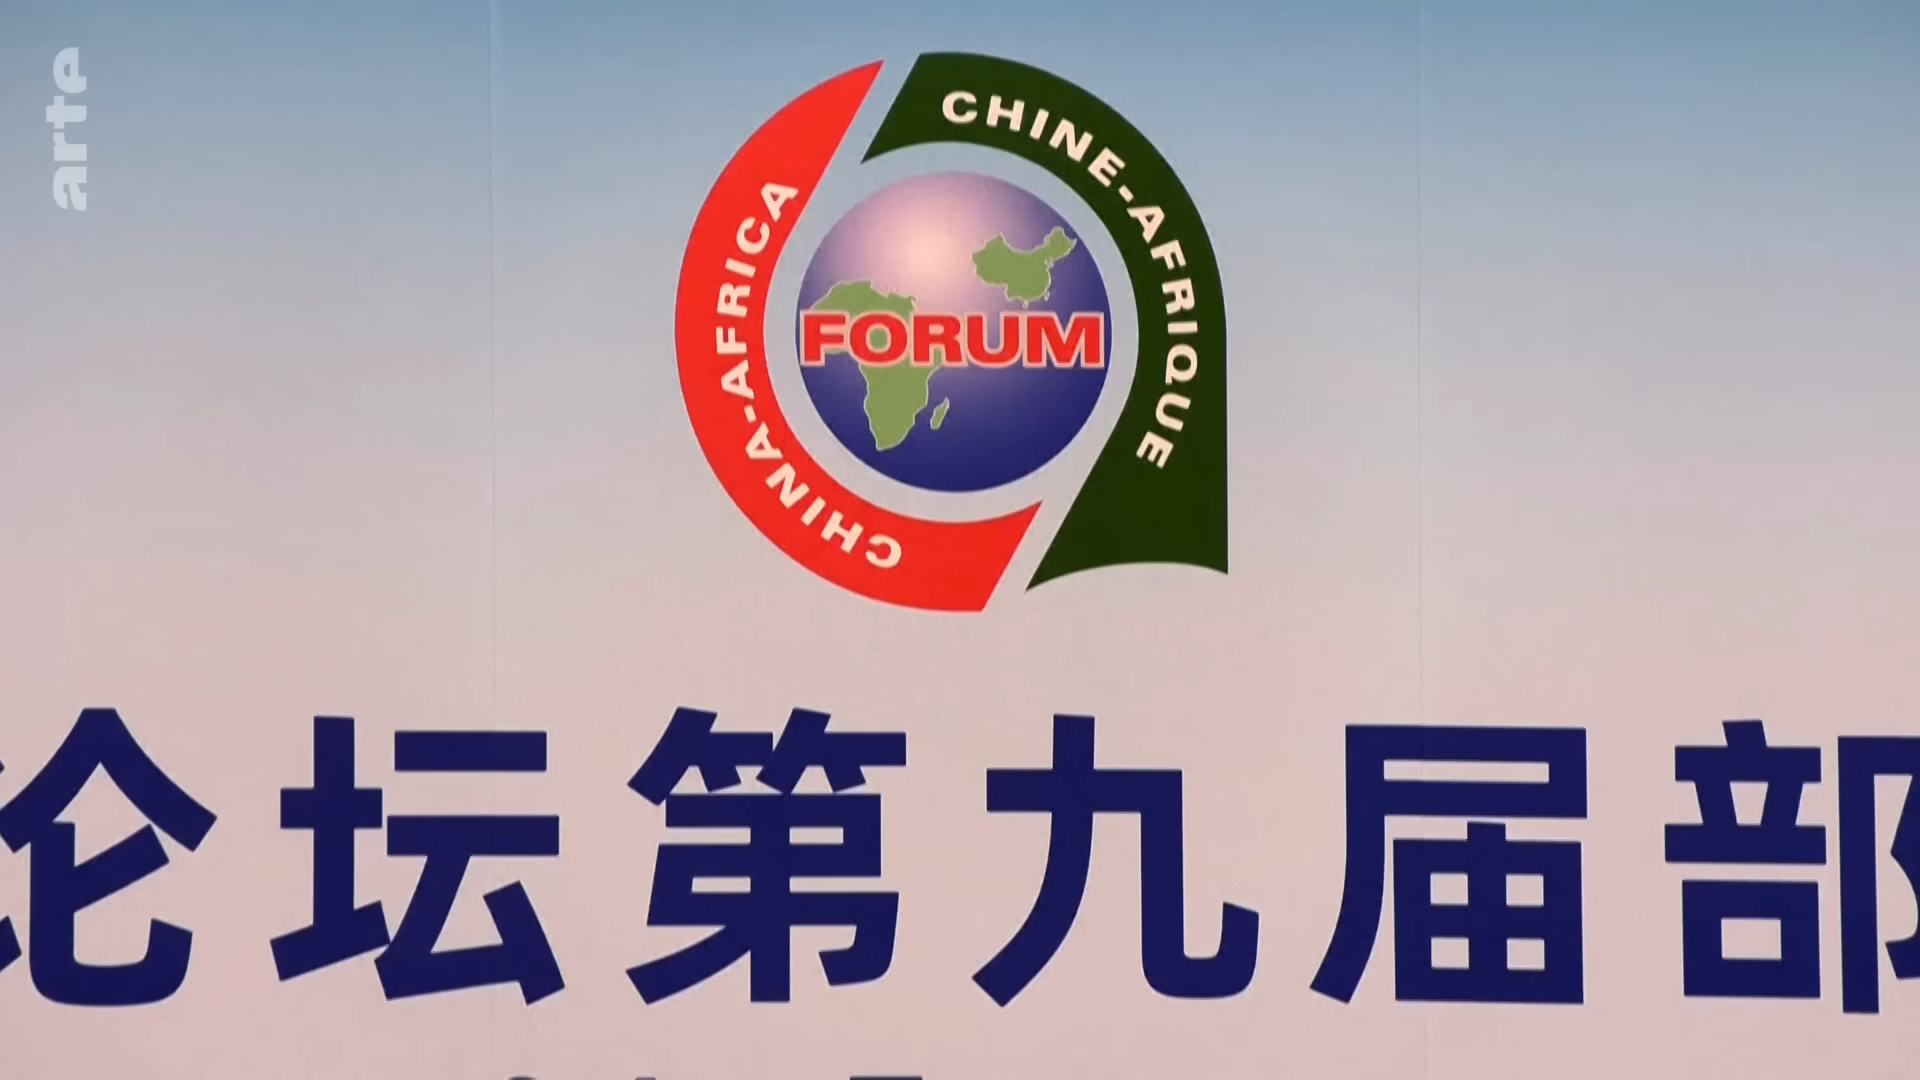 arte
CHINE-AFRIQUE
CHINA-AFRICA
FORUM
论坛第九届部